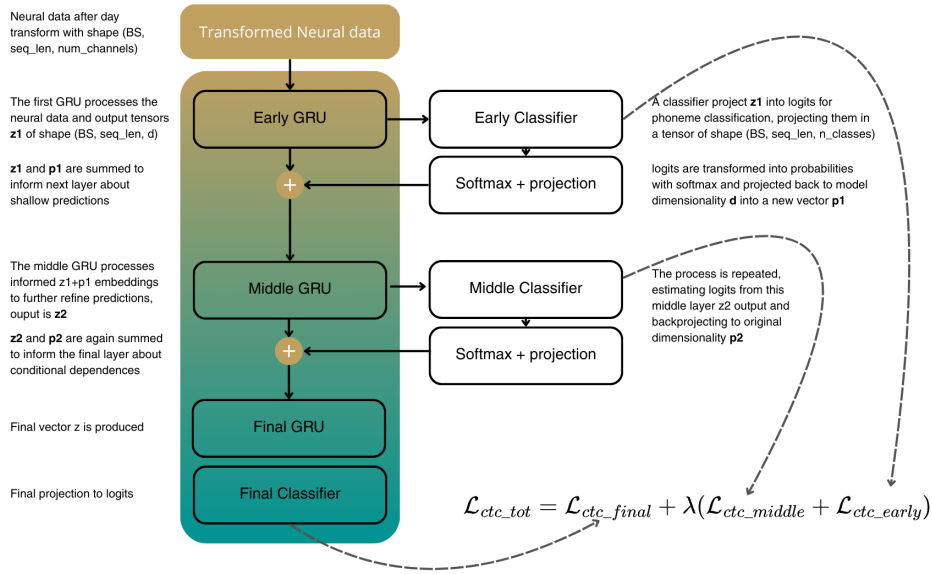 Neural data after day
transform with shape (BS,
seq_len, num_channels)
Transformed Neural data
The first GRU processes the
neural data and output tensors
z1 of shape (BS, seq_len, d)
Early GRU
Early Classifier
A classifier project z1 into logits for
phoneme classification, projecting them in
a tensor of shape (BS, seq_len, n_classes)
z1 and p1 are summed to
inform next layer about
shallow predictions
+
Softmax + projection
logits are transformed into probabilities
with softmax and projected back to model
dimensionality d into a new vector p1
The middle GRU processes
informed z1+p1 embeddings
to further refine predictions,
ouput is z2
Middle GRU
Middle Classifier
The process is repeated,
estimating logits from this
middle layer z2 output and
backprojecting to original
dimensionality p2
z2 and p2 are again summed
to inform the final layer about
conditional dependences
+
Softmax + projection
Final vector z is produced
Final GRU
Final projection to logits
Final Classifier
ℒctc_tot = ℒctc_final + λ(ℒctc_middle + ℒctc_early)